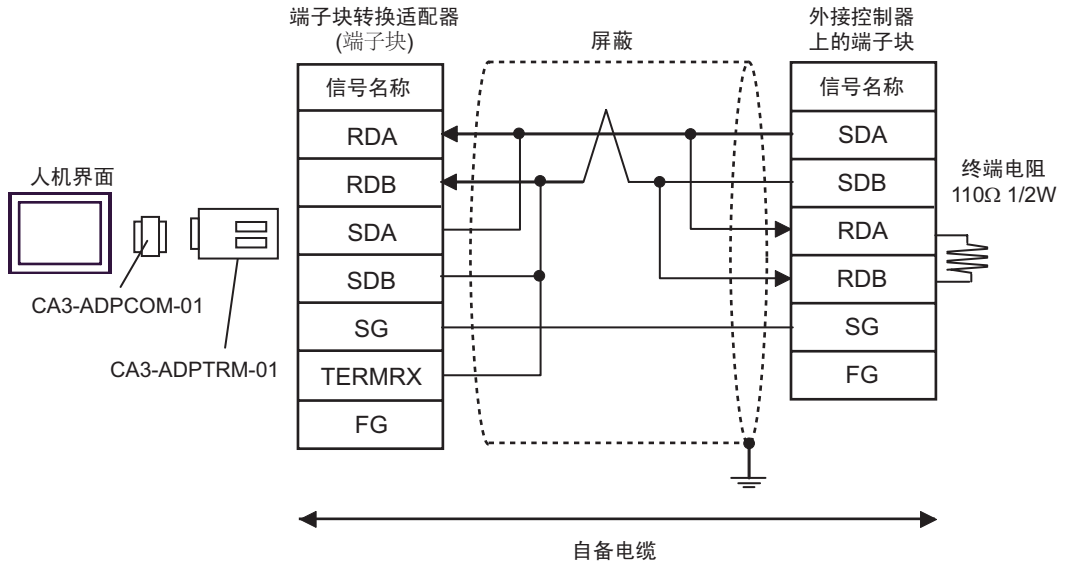 端子块转换适配器
(端子块)
屏蔽
外接控制器
上的端子块
信号名称
信号名称
RDA
SDA
RDB
SDB
人机界面
终端电阻
110Ω 1/2W
SDA
RDA
SDB
RDB
CA3-ADPCOM-01
SG
SG
CA3-ADPTRM-01
TERMRX
FG
FG
自备电缆